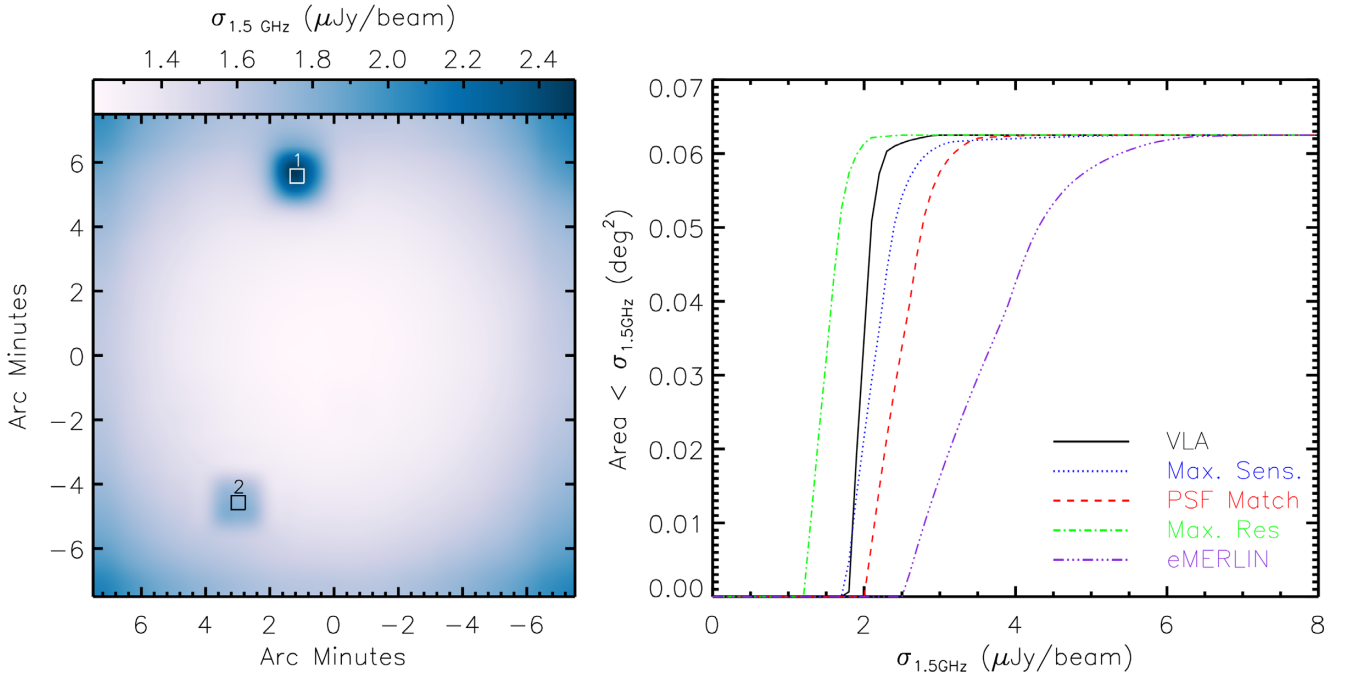 σ1.5 GHz (μJy/beam)
1.4 1.6 1.8 2.0 2.2 2.4
Arc Minutes
6
4
2
0
−2
−4
−6
1
2
6 4 2 0 −2 −4 −6
Arc Minutes
Area < σ1.5GHz (deg2)
0.07
0.06
0.05
0.04
0.03
0.02
0.01
0.00
VLA
Max. Sens.
PSF Match
Max. Res
eMERLIN
0 2 4 6 8
σ1.5GHz (μJy/beam)